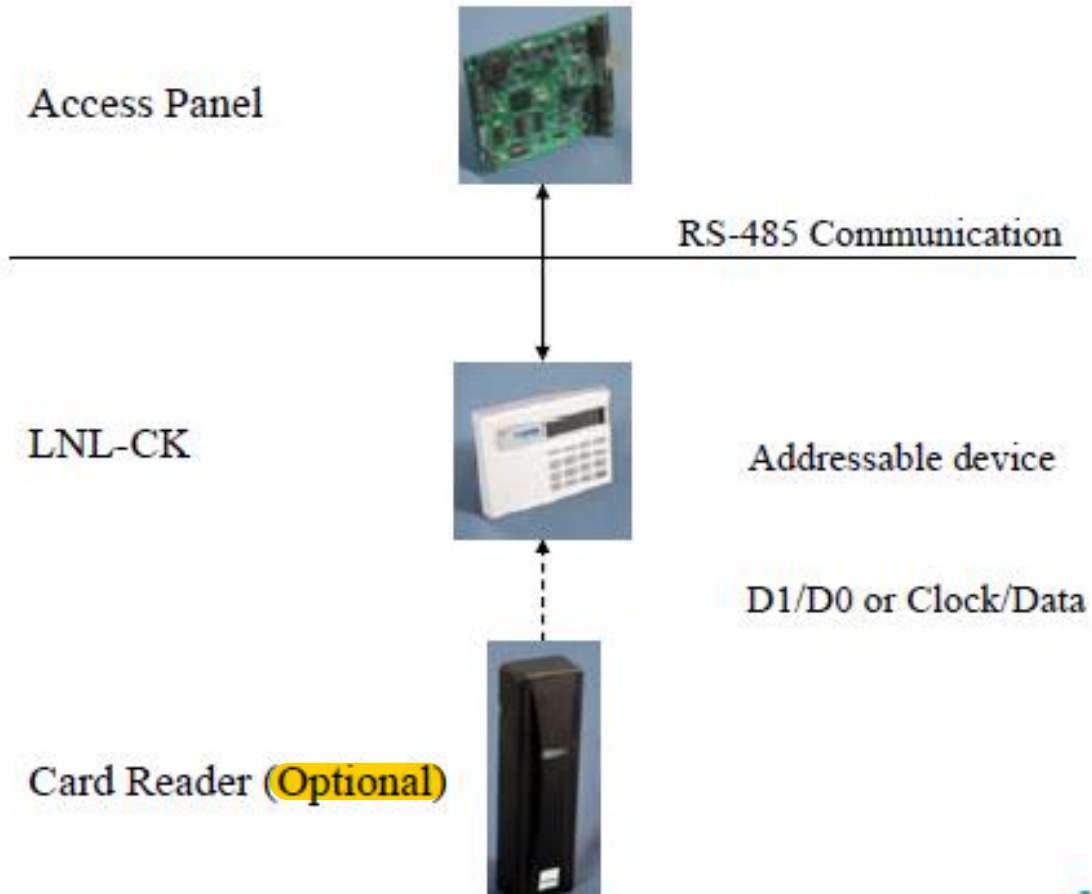 Access Panel
RS-485 Communication
LNL-CK
Addressable device
D1/D0 or Clock/Data
Card Reader (Optional)